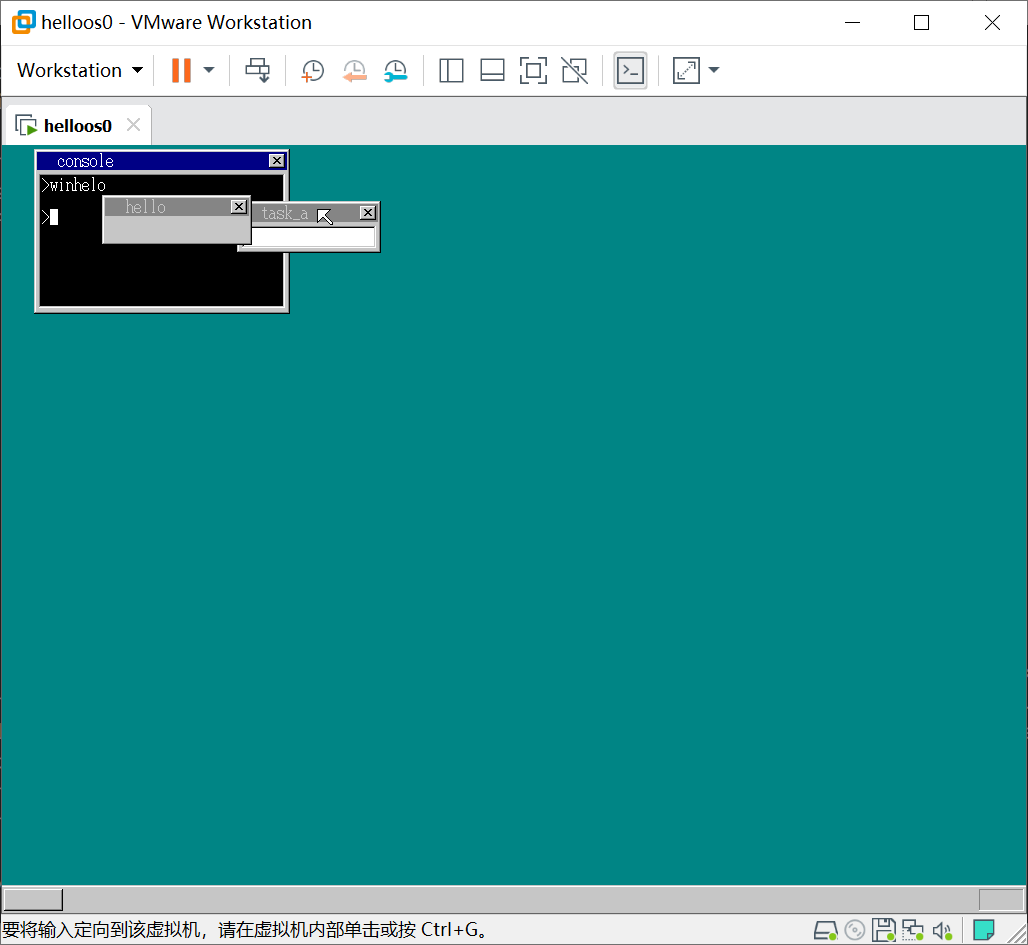 helloos0 - VMware Workstation
Workstation
helloos0
console
>winhelo
hello
task_a
>
要将输入定向到该虚拟机，请在虚拟机内部单击或按 Ctrl+G。